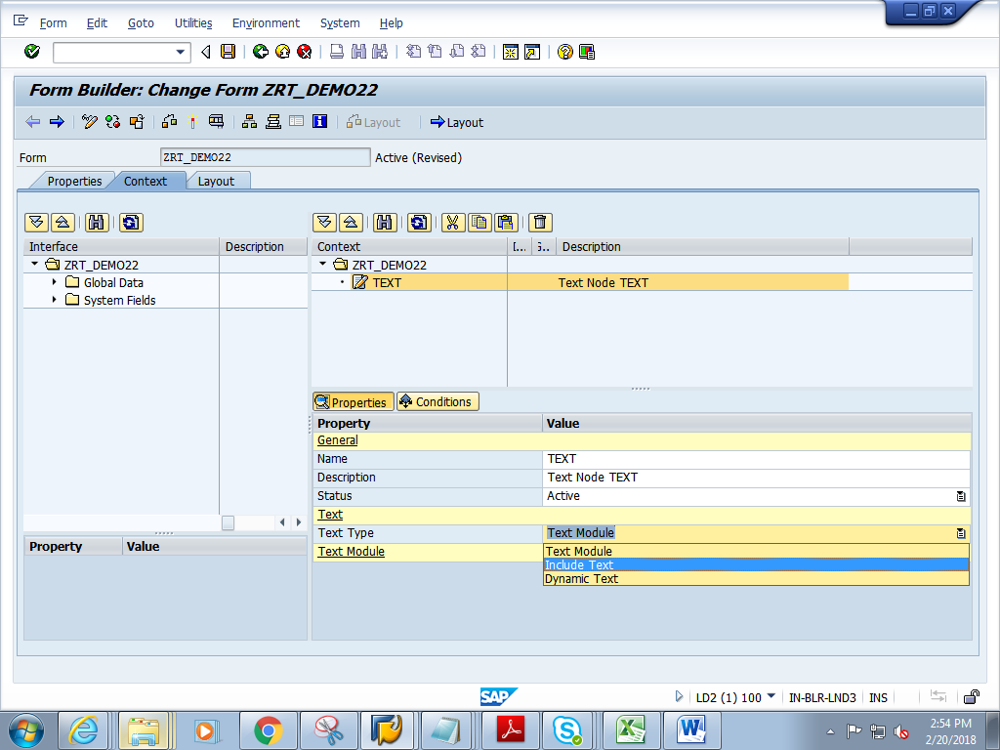 Form Edit Goto Utilities Environment System Help
Form Builder: Change Form ZRT_DEMO22
Layout Layout
Form ZRT_DEMO22 Active (Revised)
Properties Context Layout
Interface Description
ZRT_DEMO22
Global Data
System Fields
Property Value
Context I... S.. Description
ZRT_DEMO22
TEXT Text Node TEXT
Properties Conditions
Property Value
General
Name TEXT
Description Text Node TEXT
Status Active
Text
Text Type Text Module
Text Module
Text Module
Include Text
Dynamic Text
SAP
LD2 (1) 100 IN-BLR-LND3 INS
2:54 PM
2/20/2018